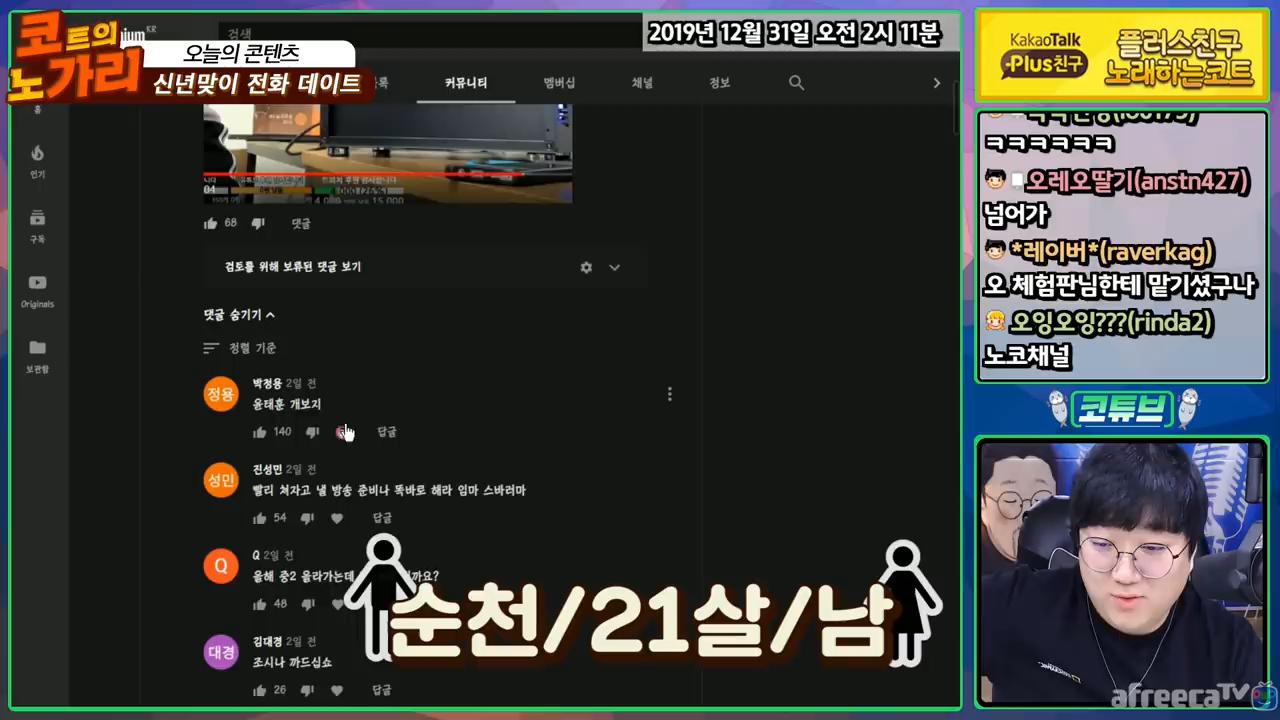 코트의
노가리
오늘의 콘텐츠
신년맞이 전화 데이트
검색
2019년 12월 31일 오전 2시 11분
커뮤니티
멤버십
채널
정보
홈
인기
구독
Originals
보관함
68
댓글
검토를 위해 보류된 댓글 보기
댓글 숨기기
정렬 기준
정용
박정용 2일 전
윤태훈 개보지
140
답글
성민
진성민 2일 전
빨리 쳐자고 낼 방송 준비나 똑바로 해라 임마 스바러마
54
답글
Q
Q 2일 전
올해 중2 올라가는데
48
대경
김대경 2일 전
조시나 까드십쇼
26
답글
순천/21살/남
KakaoTalk
Plus친구
플러스친구
노래하는코트
ㅋㅋㅋㅋㅋㅋ
오레오딸기(anstn427)
넘어가
*레이버*(raverkag)
오 체험판님한테 맡기셨구나
오잉오잉???(rinda2)
노코채널
코튜브
afreecaTV